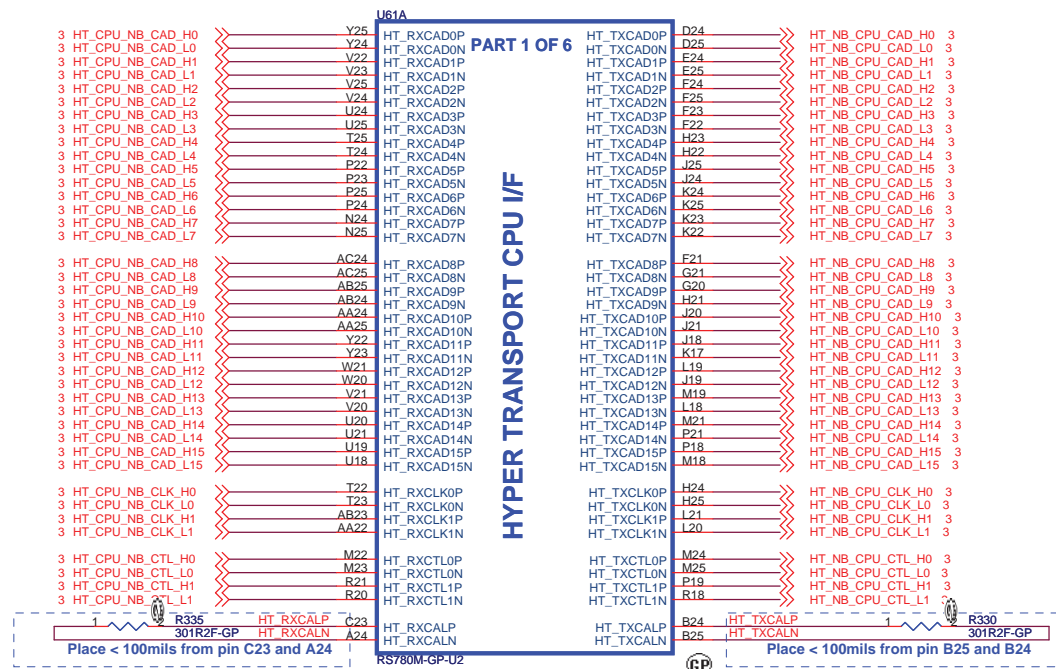 U61A
PART 1 OF 6
HYPER TRANSPORT CPU I/F
3 HT_CPU_NB_CAD_H0 Y25 HT_RXCAD0P HT_TXCAD0P D24 HT_NB_CPU_CAD_H0 3
3 HT_CPU_NB_CAD_L0 Y24 HT_RXCAD0N HT_TXCAD0N D25 HT_NB_CPU_CAD_L0 3
3 HT_CPU_NB_CAD_H1 V22 HT_RXCAD1P HT_TXCAD1P E24 HT_NB_CPU_CAD_H1 3
3 HT_CPU_NB_CAD_L1 V23 HT_RXCAD1N HT_TXCAD1N E25 HT_NB_CPU_CAD_L1 3
3 HT_CPU_NB_CAD_H2 V25 HT_RXCAD2P HT_TXCAD2P F24 HT_NB_CPU_CAD_H2 3
3 HT_CPU_NB_CAD_L2 V24 HT_RXCAD2N HT_TXCAD2N F25 HT_NB_CPU_CAD_L2 3
3 HT_CPU_NB_CAD_H3 U24 HT_RXCAD3P HT_TXCAD3P F23 HT_NB_CPU_CAD_H3 3
3 HT_CPU_NB_CAD_L3 U25 HT_RXCAD3N HT_TXCAD3N F22 HT_NB_CPU_CAD_L3 3
3 HT_CPU_NB_CAD_H4 T25 HT_RXCAD4P HT_TXCAD4P H23 HT_NB_CPU_CAD_H4 3
3 HT_CPU_NB_CAD_L4 T24 HT_RXCAD4N HT_TXCAD4N H22 HT_NB_CPU_CAD_L4 3
3 HT_CPU_NB_CAD_H5 P22 HT_RXCAD5P HT_TXCAD5P J25 HT_NB_CPU_CAD_H5 3
3 HT_CPU_NB_CAD_L5 P23 HT_RXCAD5N HT_TXCAD5N J24 HT_NB_CPU_CAD_L5 3
3 HT_CPU_NB_CAD_H6 P25 HT_RXCAD6P HT_TXCAD6P K24 HT_NB_CPU_CAD_H6 3
3 HT_CPU_NB_CAD_L6 P24 HT_RXCAD6N HT_TXCAD6N K25 HT_NB_CPU_CAD_L6 3
3 HT_CPU_NB_CAD_H7 N24 HT_RXCAD7P HT_TXCAD7P K23 HT_NB_CPU_CAD_H7 3
3 HT_CPU_NB_CAD_L7 N25 HT_RXCAD7N HT_TXCAD7N K22 HT_NB_CPU_CAD_L7 3
3 HT_CPU_NB_CAD_H8 AC24 HT_RXCAD8P HT_TXCAD8P F21 HT_NB_CPU_CAD_H8 3
3 HT_CPU_NB_CAD_L8 AC25 HT_RXCAD8N HT_TXCAD8N G21 HT_NB_CPU_CAD_L8 3
3 HT_CPU_NB_CAD_H9 AB25 HT_RXCAD9P HT_TXCAD9P G20 HT_NB_CPU_CAD_H9 3
3 HT_CPU_NB_CAD_L9 AB24 HT_RXCAD9N HT_TXCAD9N H21 HT_NB_CPU_CAD_L9 3
3 HT_CPU_NB_CAD_H10 AA24 HT_RXCAD10P HT_TXCAD10P J20 HT_NB_CPU_CAD_H10 3
3 HT_CPU_NB_CAD_L10 AA25 HT_RXCAD10N HT_TXCAD10N J21 HT_NB_CPU_CAD_L10 3
3 HT_CPU_NB_CAD_H11 Y22 HT_RXCAD11P HT_TXCAD11P J18 HT_NB_CPU_CAD_H11 3
3 HT_CPU_NB_CAD_L11 Y23 HT_RXCAD11N HT_TXCAD11N K17 HT_NB_CPU_CAD_L11 3
3 HT_CPU_NB_CAD_H12 W21 HT_RXCAD12P HT_TXCAD12P L19 HT_NB_CPU_CAD_H12 3
3 HT_CPU_NB_CAD_L12 W20 HT_RXCAD12N HT_TXCAD12N J19 HT_NB_CPU_CAD_L12 3
3 HT_CPU_NB_CAD_H13 V21 HT_RXCAD13P HT_TXCAD13P M19 HT_NB_CPU_CAD_H13 3
3 HT_CPU_NB_CAD_L13 V20 HT_RXCAD13N HT_TXCAD13N L18 HT_NB_CPU_CAD_L13 3
3 HT_CPU_NB_CAD_H14 U20 HT_RXCAD14P HT_TXCAD14P M21 HT_NB_CPU_CAD_H14 3
3 HT_CPU_NB_CAD_L14 U21 HT_RXCAD14N HT_TXCAD14N P21 HT_NB_CPU_CAD_L14 3
3 HT_CPU_NB_CAD_H15 U19 HT_RXCAD15P HT_TXCAD15P P18 HT_NB_CPU_CAD_H15 3
3 HT_CPU_NB_CAD_L15 U18 HT_RXCAD15N HT_TXCAD15N M18 HT_NB_CPU_CAD_L15 3
3 HT_CPU_NB_CLK_H0 T22 HT_RXCLK0P HT_TXCLK0P H24 HT_NB_CPU_CLK_H0 3
3 HT_CPU_NB_CLK_L0 T23 HT_RXCLK0N HT_TXCLK0N H25 HT_NB_CPU_CLK_L0 3
3 HT_CPU_NB_CLK_H1 AB23 HT_RXCLK1P HT_TXCLK1P L21 HT_NB_CPU_CLK_H1 3
3 HT_CPU_NB_CLK_L1 AA22 HT_RXCLK1N HT_TXCLK1N L20 HT_NB_CPU_CLK_L1 3
3 HT_CPU_NB_CTL_H0 M22 HT_RXCTL0P HT_TXCTL0P M24 HT_NB_CPU_CTL_H0 3
3 HT_CPU_NB_CTL_L0 M23 HT_RXCTL0N HT_TXCTL0N M25 HT_NB_CPU_CTL_L0 3
3 HT_CPU_NB_CTL_H1 R21 HT_RXCTL1P HT_TXCTL1P P19 HT_NB_CPU_CTL_H1 3
3 HT_CPU_NB_CTL_L1 R20 HT_RXCTL1N HT_TXCTL1N R18 HT_NB_CPU_CTL_L1
1 2 R335 HT_RXCALP C23 HT_RXCALP HT_TXCALP B24 HT_TXCALP 1 2 R330
301R2F-GP HT_RXCALN A24 HT_RXCALN HT_TXCALN B25 HT_TXCALN 301R2F-GP
Place < 100mils from pin C23 and A24
Place < 100mils from pin B25 and B24
RS780M-GP-U2
GP